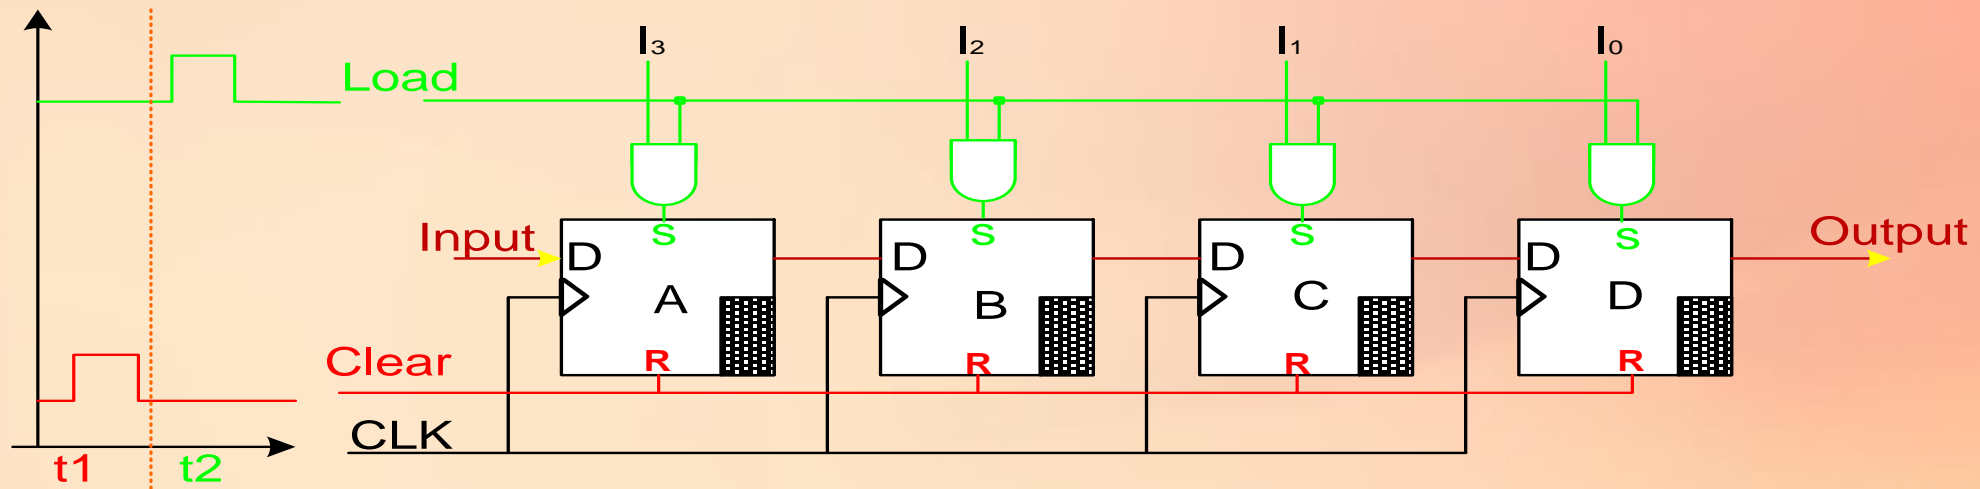 I₃ I₂ I₁ I₀
Load
S S S S
Input D D D D Output
A B C D
Clear R R R R
CLK
t1 t2